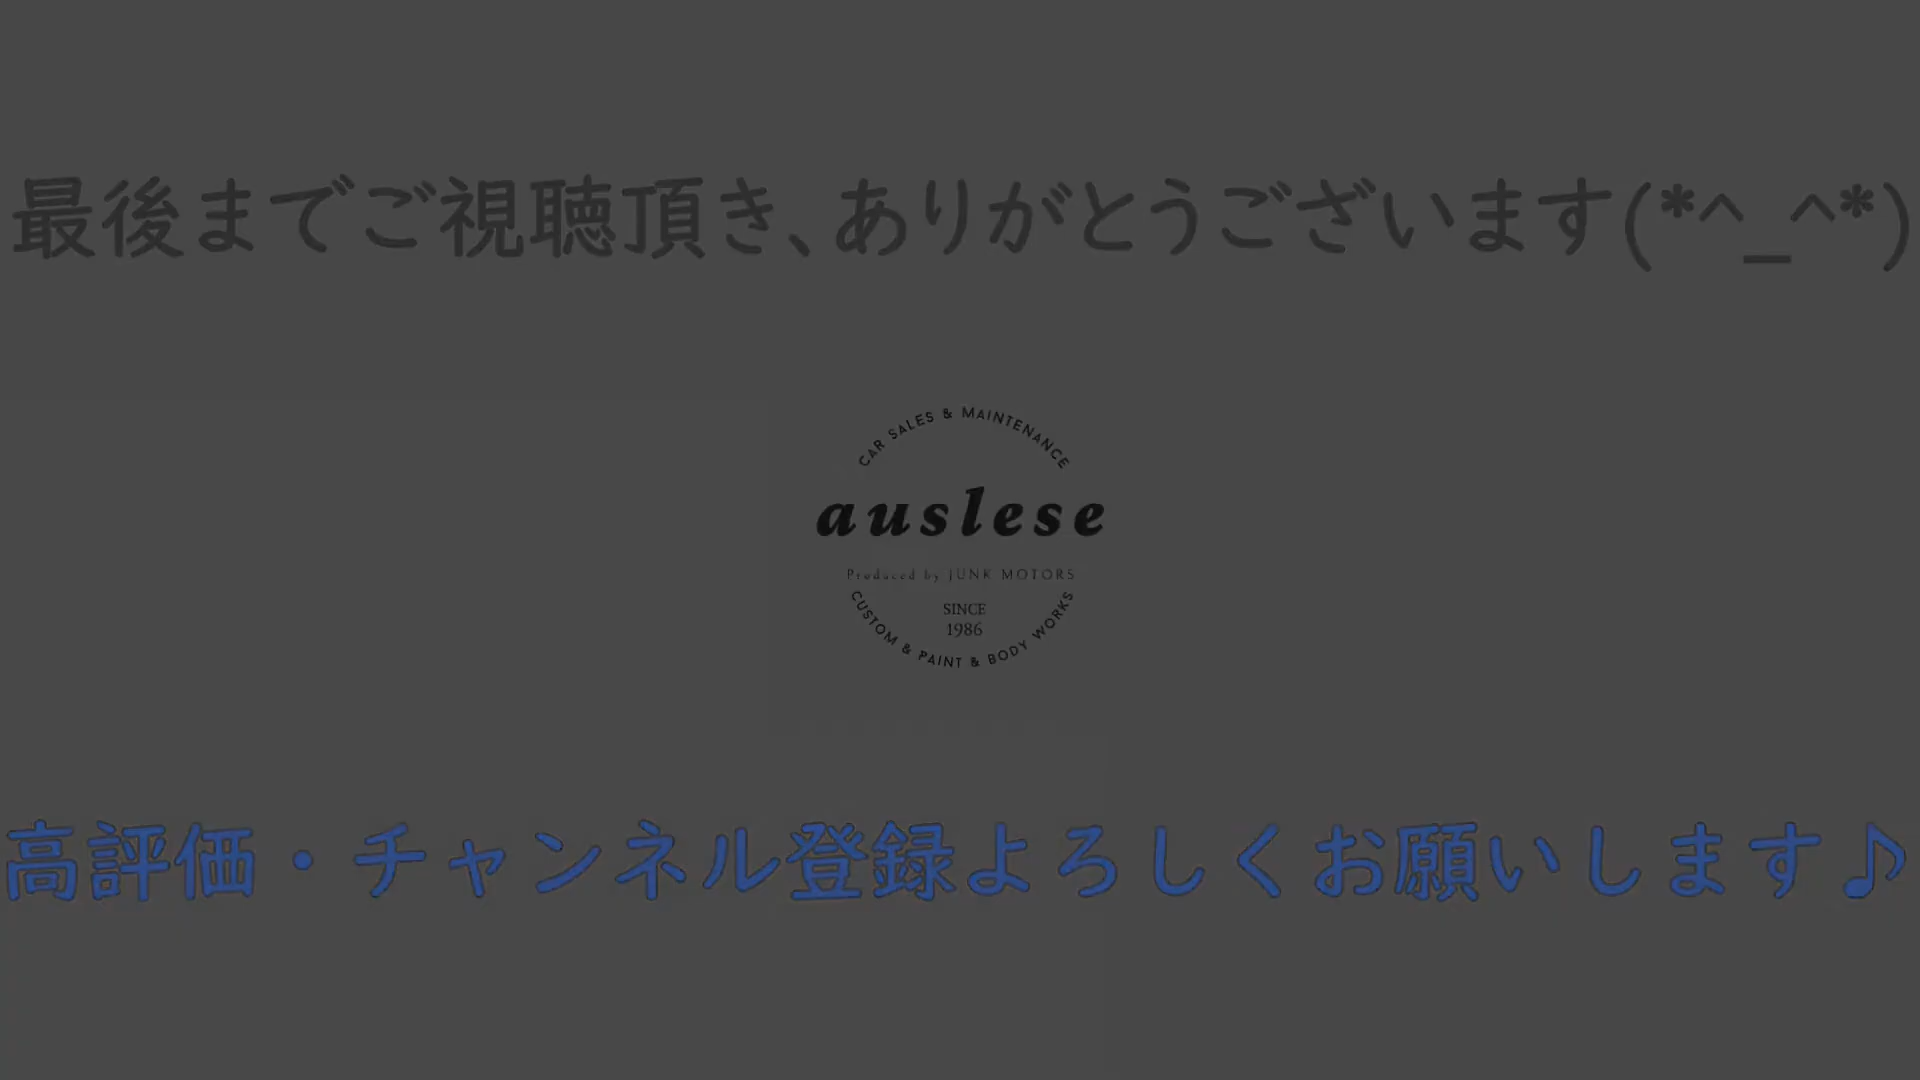 最後までご視聴頂き、ありがとうございます(*^_^*)
CAR SALES & MAINTENANCE
auslese
Produced by JUNK MOTORS
SINCE
1986
CUSTOM & PAINT & BODY WORKS
高評価・チャンネル登録よろしくお願いします♪